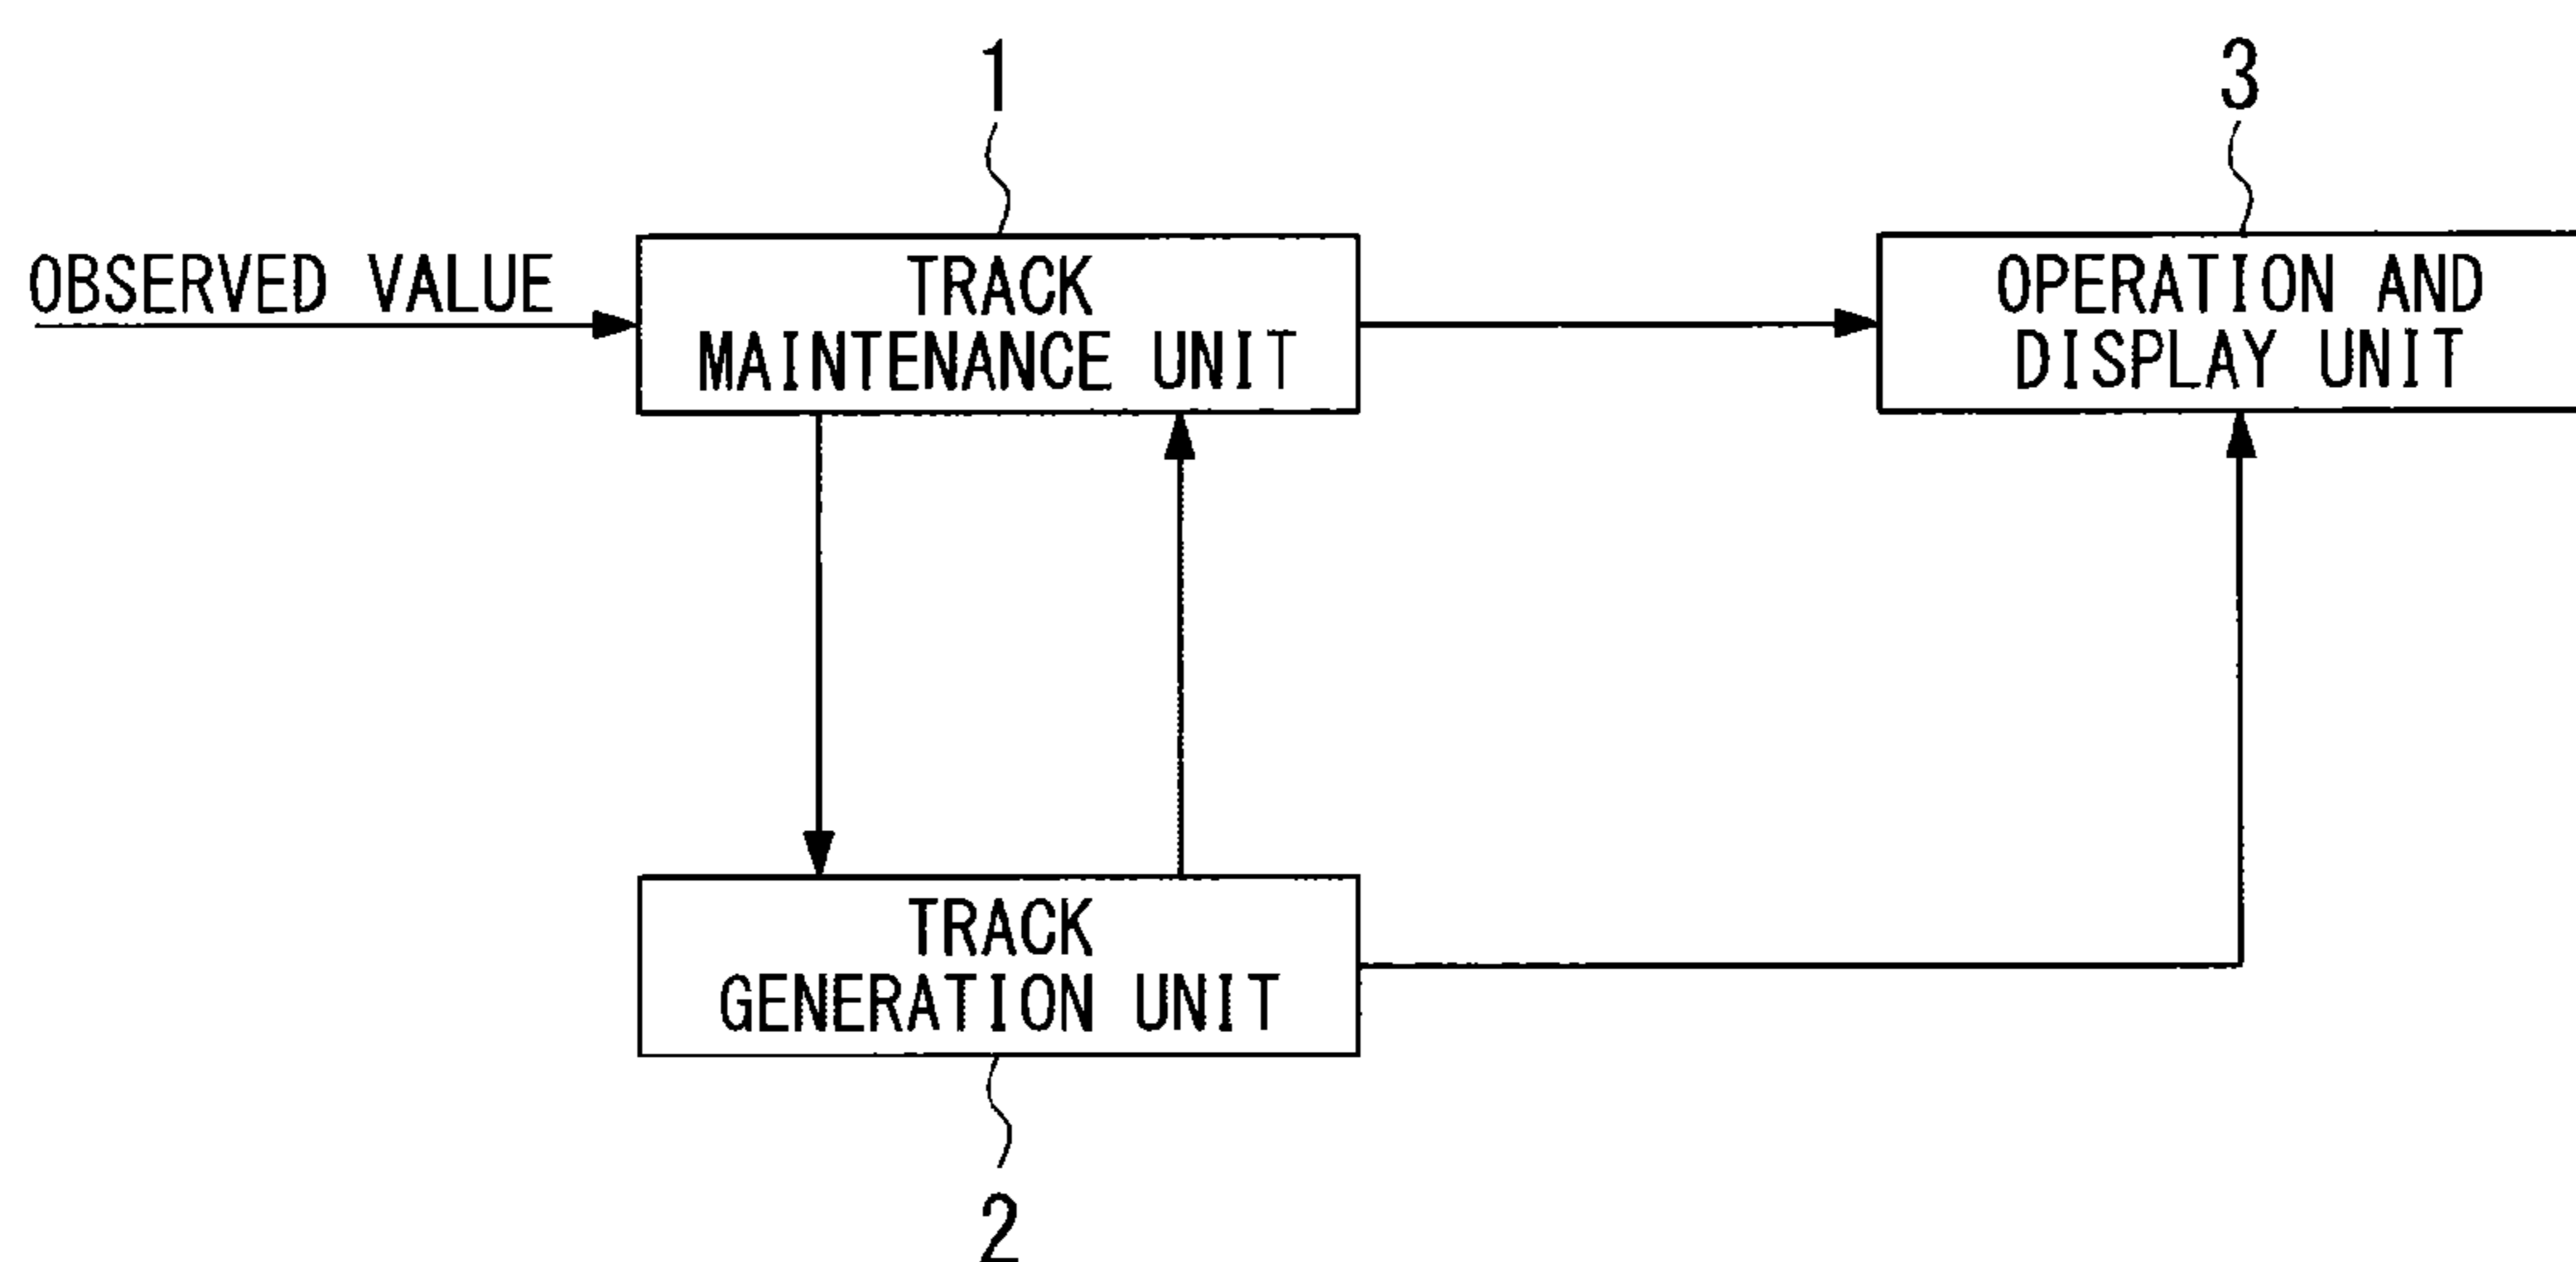 1
3
OBSERVED VALUE
TRACK
MAINTENANCE UNIT
OPERATION AND
DISPLAY UNIT
TRACK
GENERATION UNIT
2